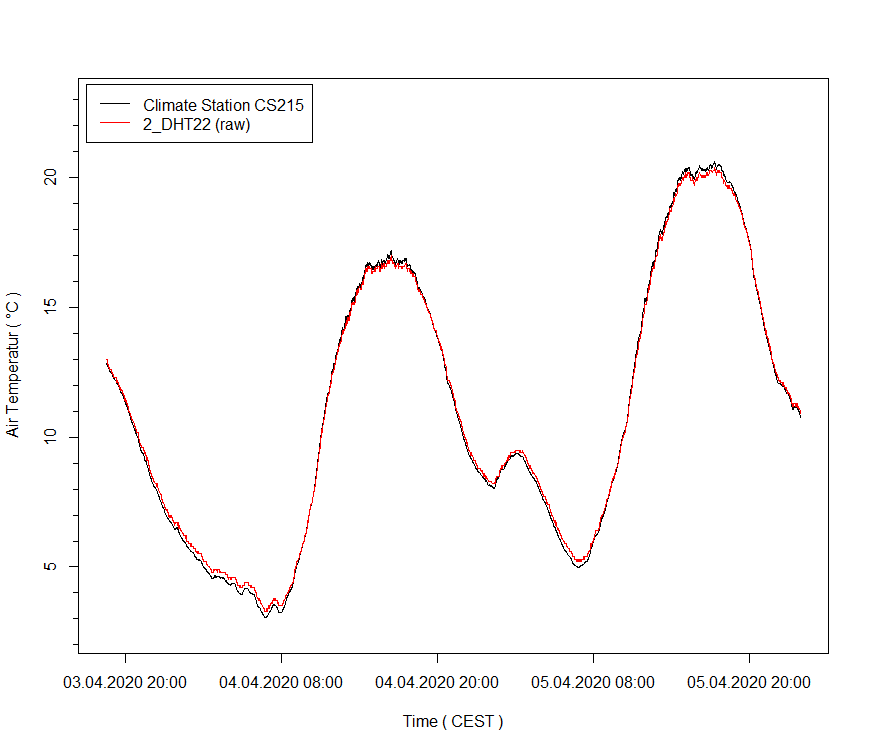 Climate Station CS215
2_DHT22 (raw)
20
15
10
5
Air Temperatur ( °C )
03.04.2020 20:00 04.04.2020 08:00 04.04.2020 20:00 05.04.2020 08:00 05.04.2020 20:00
Time ( CEST )